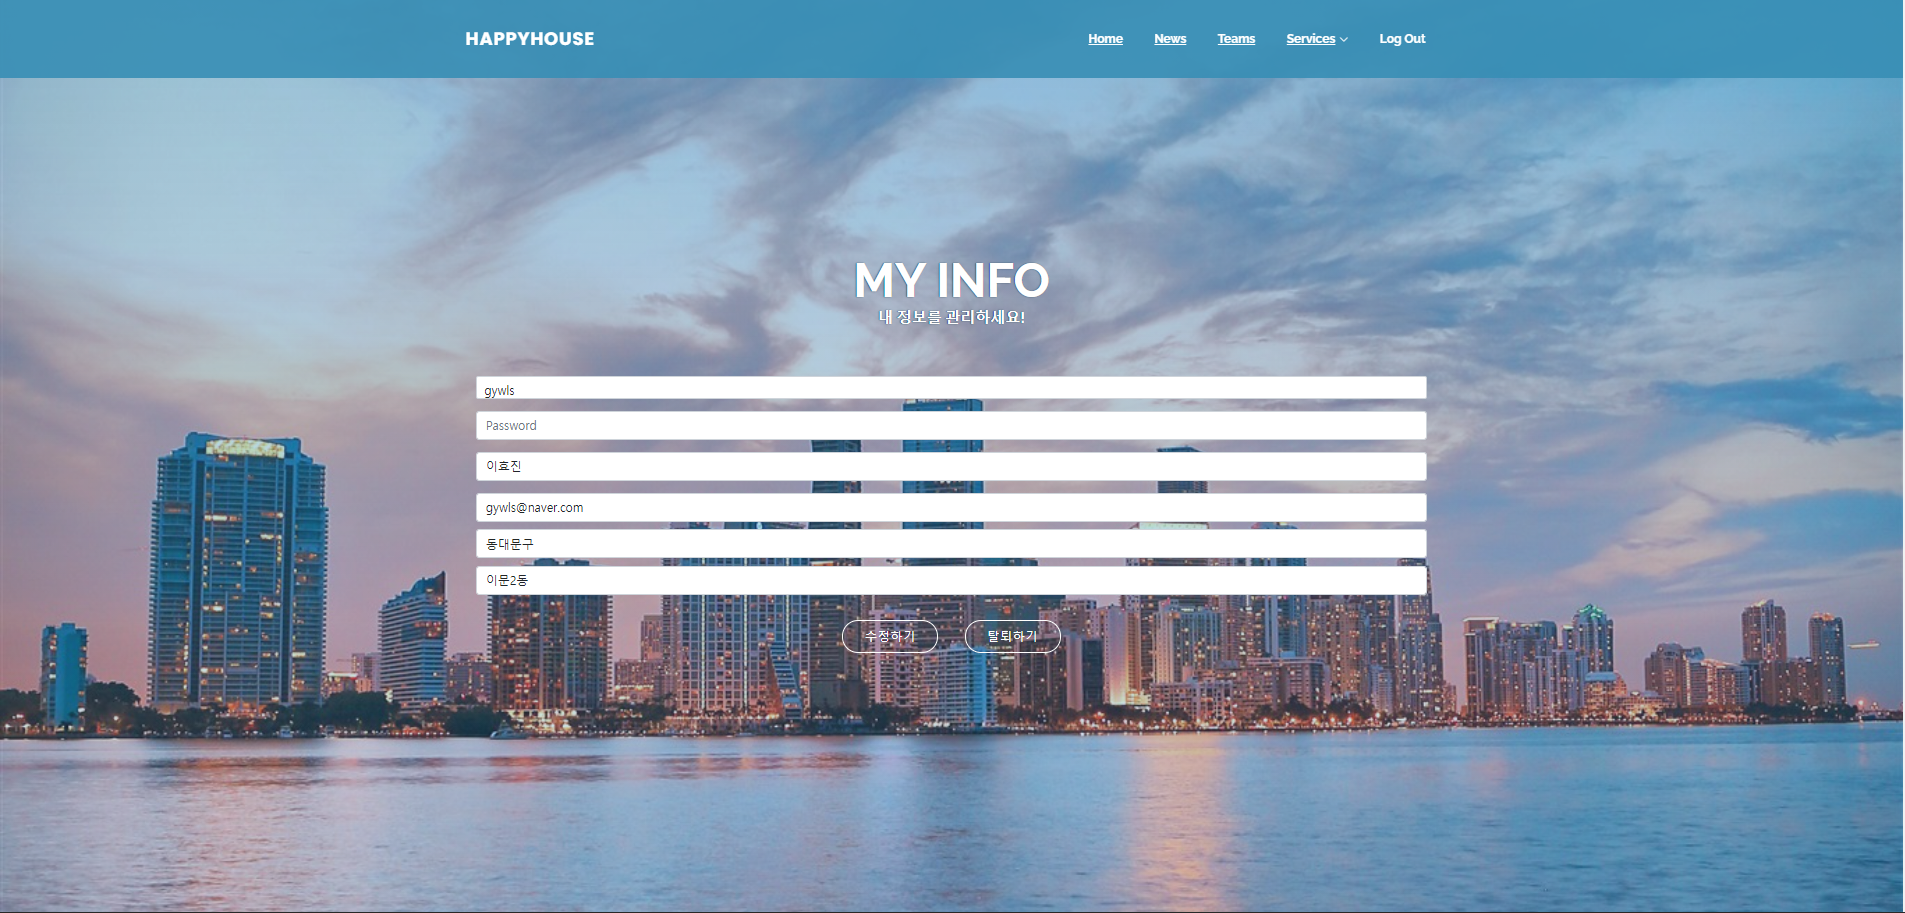 HAPPYHOUSE
Home News Teams Services Log Out
MY INFO
내 정보를 관리하세요!
gywls
Password
이효진
gywls@naver.com
동대문구
이문2동
수정하기 탈퇴하기